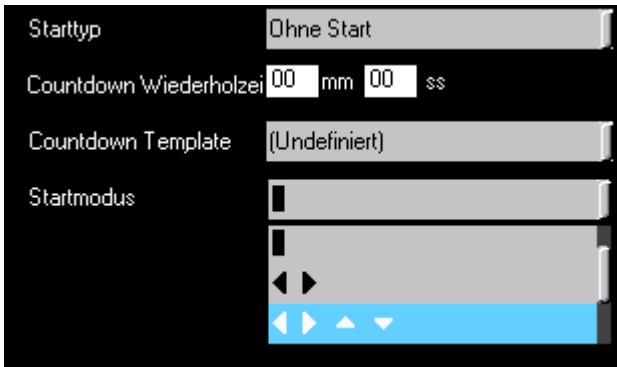 Starttyp Ohne Start
Countdown Wiederholzei 00 mm 00 ss
Countdown Template (Undefiniert)
Startmodus